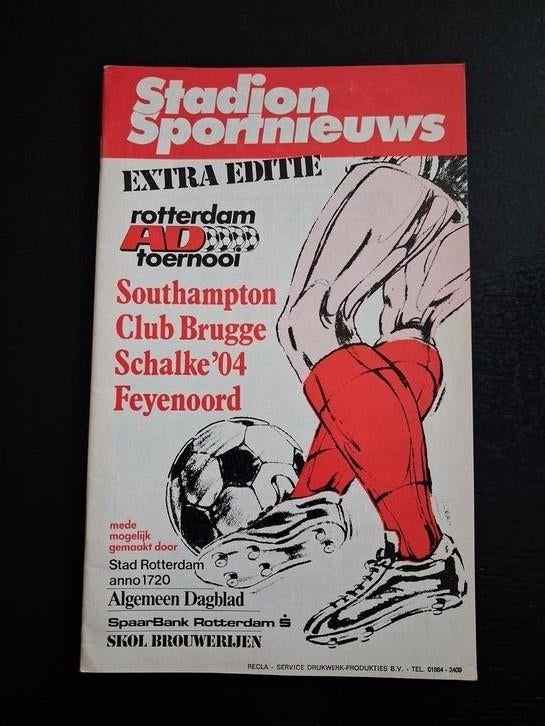 Stadion
Sportnieuws
EXTRA EDITIE
rotterdam
AD
toernooi
Southampton
Club Brugge
Schalke'04
Feyenoord
mede
mogelijk
gemaakt door
Stad Rotterdam
anno 1720
Algemeen Dagblad
SpaarBank Rotterdam
SKOL BROUWERIJEN
RECLA - SERVICE DRUKWERK-PRODUKTIES B.V. - TEL. 01864 - 2409